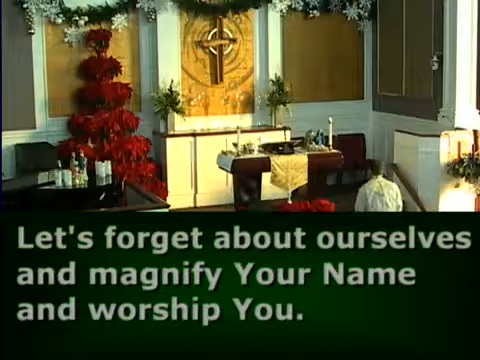 Let's forget about ourselves
and magnify Your Name
and worship You.